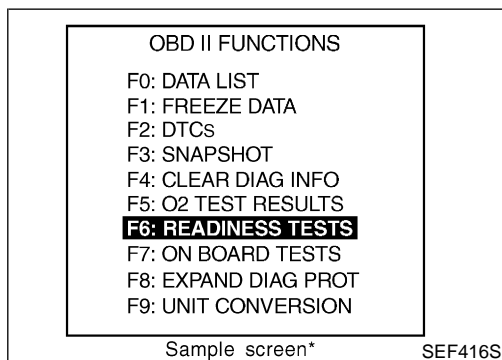 OBD II FUNCTIONS
F0: DATA LIST
F1: FREEZE DATA
F2: DTCs
F3: SNAPSHOT
F4: CLEAR DIAG INFO
F5: O2 TEST RESULTS
F6: READINESS TESTS
F7: ON BOARD TESTS
F8: EXPAND DIAG PROT
F9: UNIT CONVERSION
Sample screen*
SEF416S